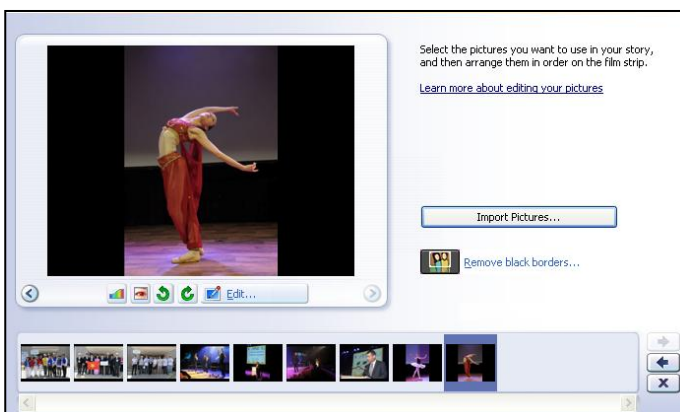 Select the pictures you want to use in your story,
and then arrange them in order on the film strip.
Learn more about editing your pictures
Import Pictures...
Remove black borders...
Edit...